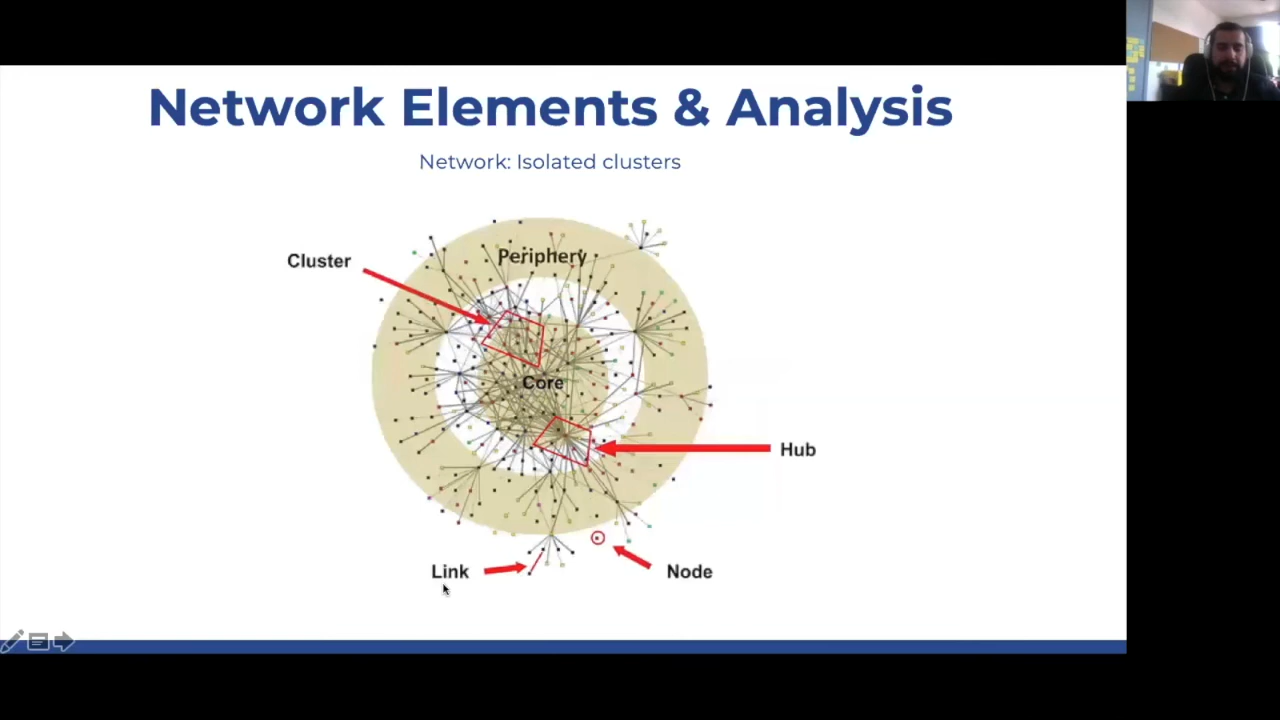 Network Elements & Analysis
Network: Isolated clusters
Periphery
Cluster
Core
Hub
Link
Node